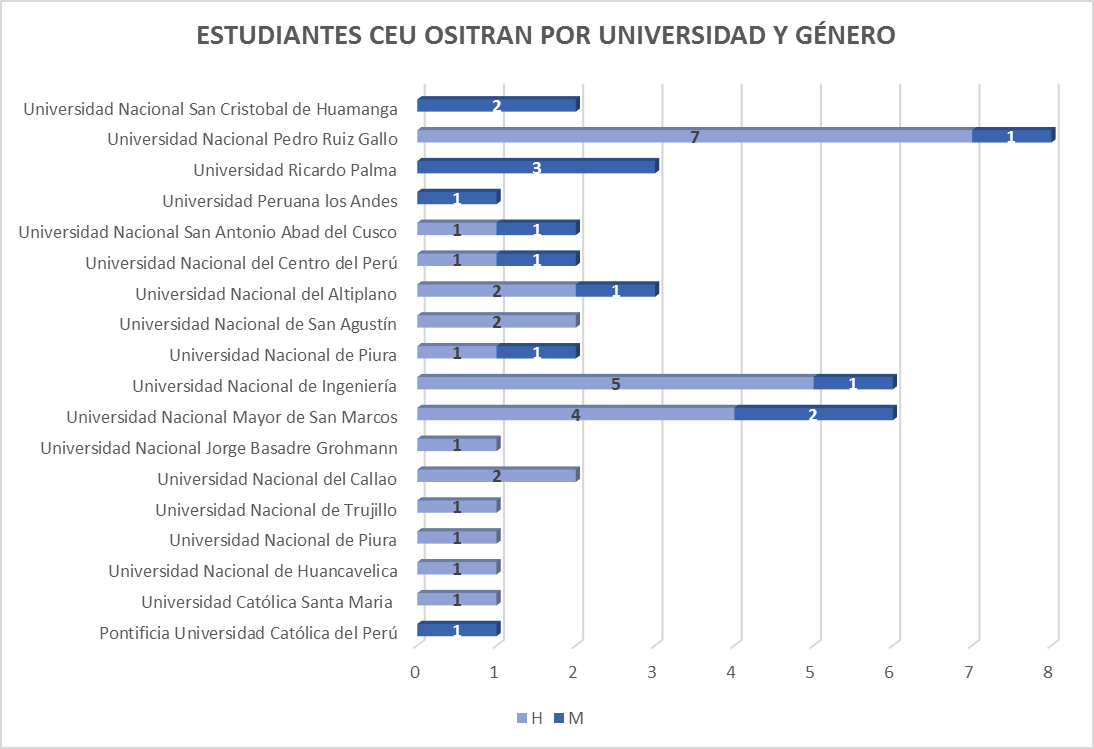 ESTUDIANTES CEU OSITRAN POR UNIVERSIDAD Y GÉNERO
Universidad Nacional San Cristobal de Huamanga 2
Universidad Nacional Pedro Ruiz Gallo 7 1
Universidad Ricardo Palma 3
Universidad Peruana los Andes 1
Universidad Nacional San Antonio Abad del Cusco 1 1
Universidad Nacional del Centro del Perú 1 1
Universidad Nacional del Altiplano 2 1
Universidad Nacional de San Agustín 2
Universidad Nacional de Piura 1 1
Universidad Nacional de Ingeniería 5 1
Universidad Nacional Mayor de San Marcos 4 2
Universidad Nacional Jorge Basadre Grohmann 1
Universidad Nacional del Callao 2
Universidad Nacional de Trujillo 1
Universidad Nacional de Piura 1
Universidad Nacional de Huancavelica 1
Universidad Católica Santa Maria 1
Pontificia Universidad Católica del Perú 1
0 1 2 3 4 5 6 7 8
H M